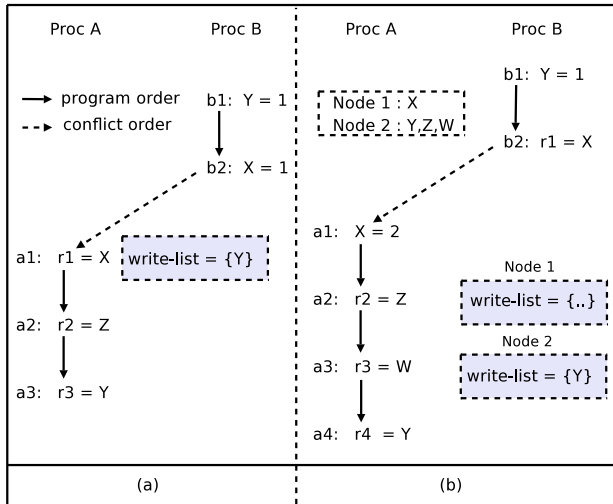 Proc A
Proc B
program order
conflict order
b1: Y = 1
b2: X = 1
a1: r1 = X
write-list = {Y}
a2: r2 = Z
a3: r3 = Y
(a)
Proc A
Proc B
b1: Y = 1
Node 1 : X
Node 2 : Y,Z,W
b2: r1 = X
a1: X = 2
Node 1
write-list = {..}
a2: r2 = Z
Node 2
write-list = {Y}
a3: r3 = W
a4: r4 = Y
(b)